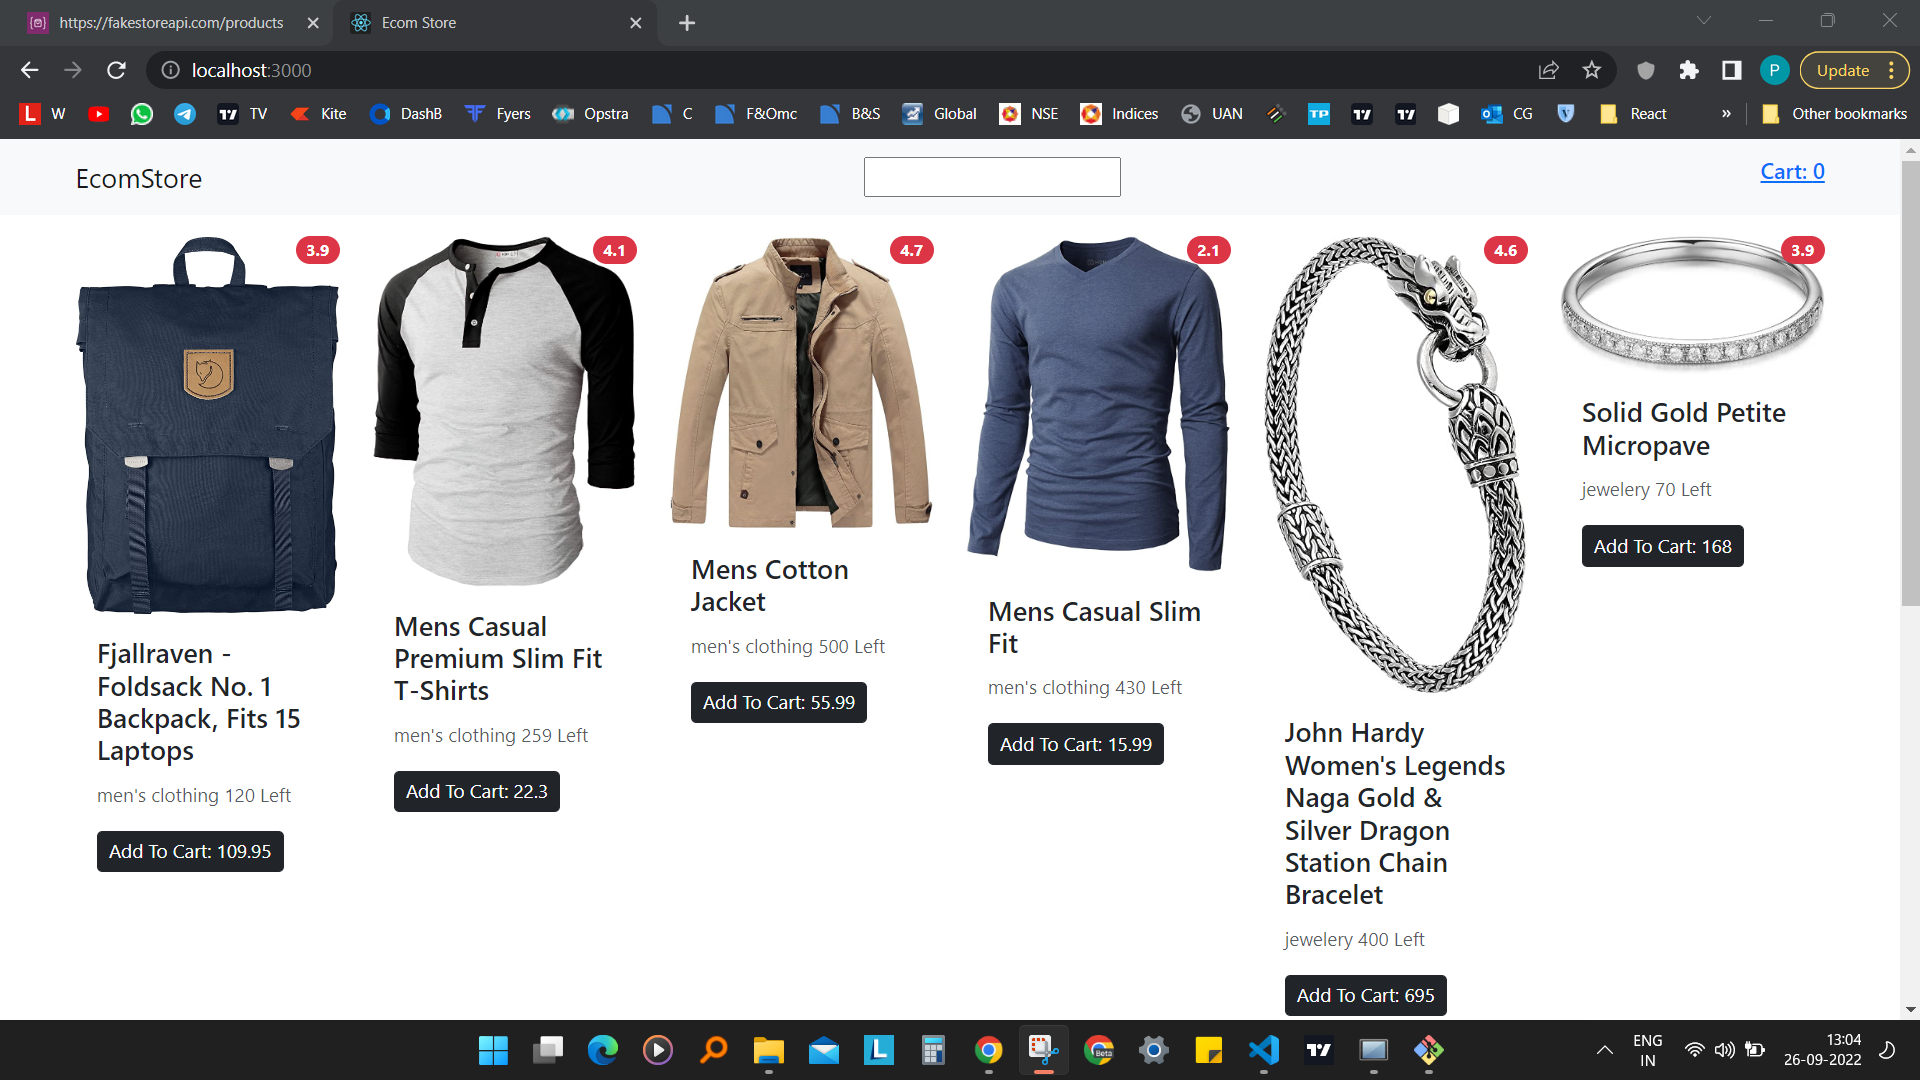 https://fakestoreapi.com/products
Ecom Store
localhost:3000
P
Update
L W
TV
Kite
DashB
Fyers
Opstra
C
F&Omc
B&S
Global
NSE
Indices
UAN
TP
CG
React
»
Other bookmarks
EcomStore
Cart: 0
3.9
4.1
4.7
2.1
4.6
3.9
Fjallraven -
Foldsack No. 1
Backpack, Fits 15
Laptops
men's clothing 120 Left
Add To Cart: 109.95
Mens Casual
Premium Slim Fit
T-Shirts
men's clothing 259 Left
Add To Cart: 22.3
Mens Cotton
Jacket
men's clothing 500 Left
Add To Cart: 55.99
Mens Casual Slim
Fit
men's clothing 430 Left
Add To Cart: 15.99
John Hardy
Women's Legends
Naga Gold &
Silver Dragon
Station Chain
Bracelet
jewelery 400 Left
Add To Cart: 695
Solid Gold Petite
Micropave
jewelery 70 Left
Add To Cart: 168
L
Beta
ENG
IN
13:04
26-09-2022